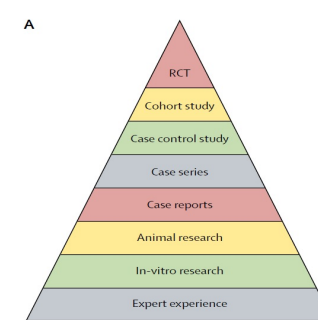 A
RCT
Cohort study
Case control study
Case series
Case reports
Animal research
In-vitro research
Expert experience